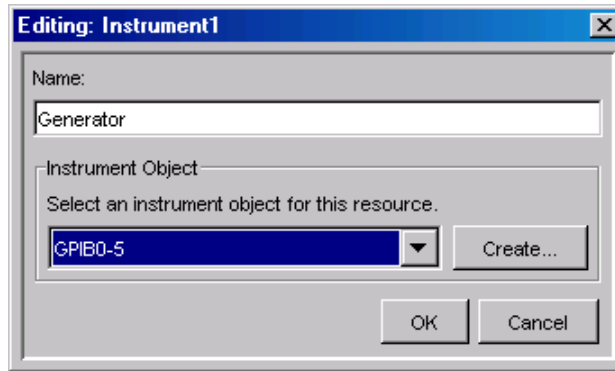 Editing: Instrument1
Name:
Generator
Instrument Object
Select an instrument object for this resource.
GPIB0-5
Create...
OK
Cancel